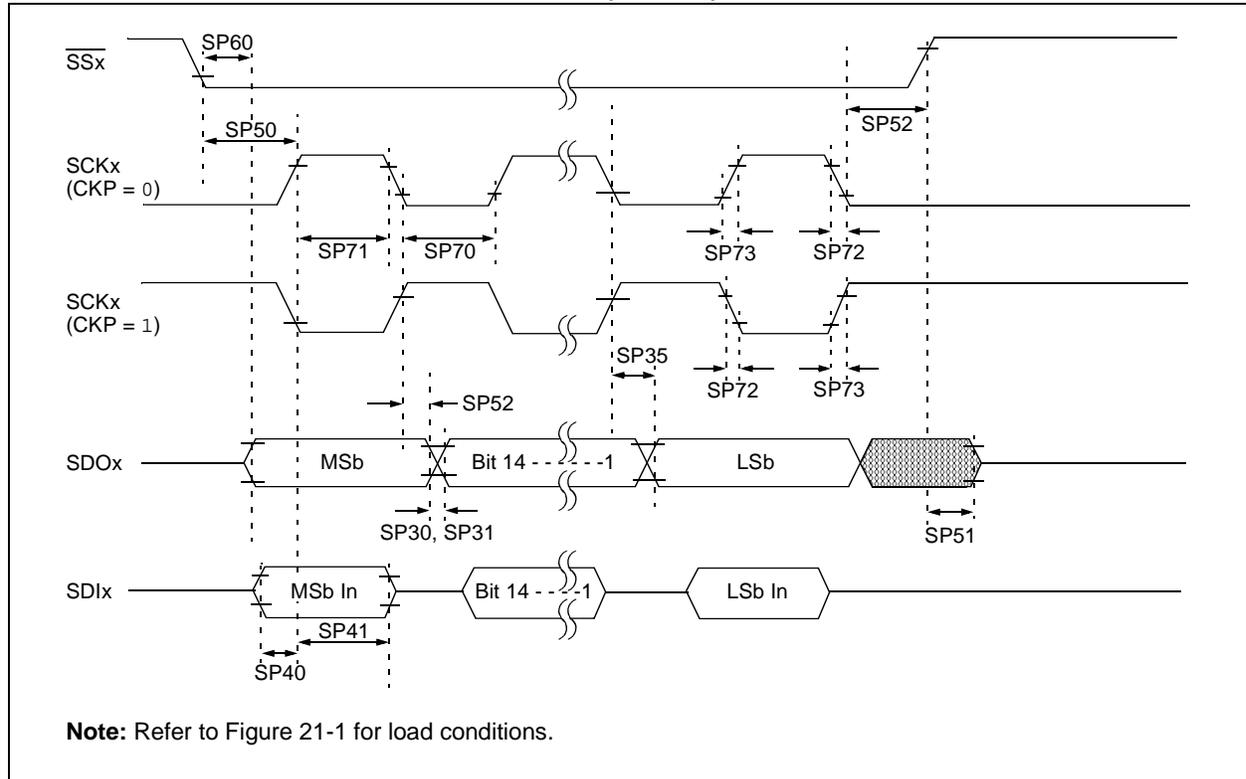 SP60
SSx
SP50
SP52
SCKx
(CKP = 0)
SP71
SP70
SP73
SP72
SCKx
(CKP = 1)
SP35
SP72
SP73
SP52
SDOx
MSb
Bit 14 - - - - - -1
LSb
SP30, SP31
SP51
SDIx
MSb In
Bit 14 - - - -1
LSb In
SP41
SP40
Note: Refer to Figure 21-1 for load conditions.